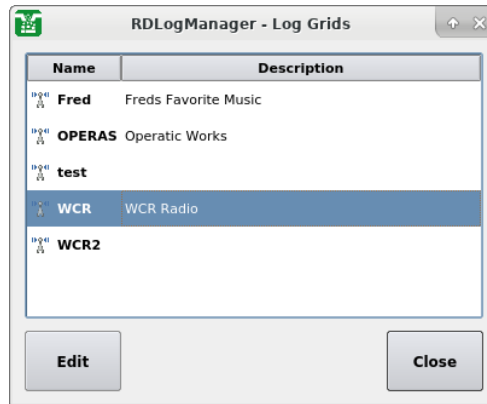 RDLogManager - Log Grids
Name Description
Fred Freds Favorite Music
OPERAS Operatic Works
test
WCR WCR Radio
WCR2
Edit Close